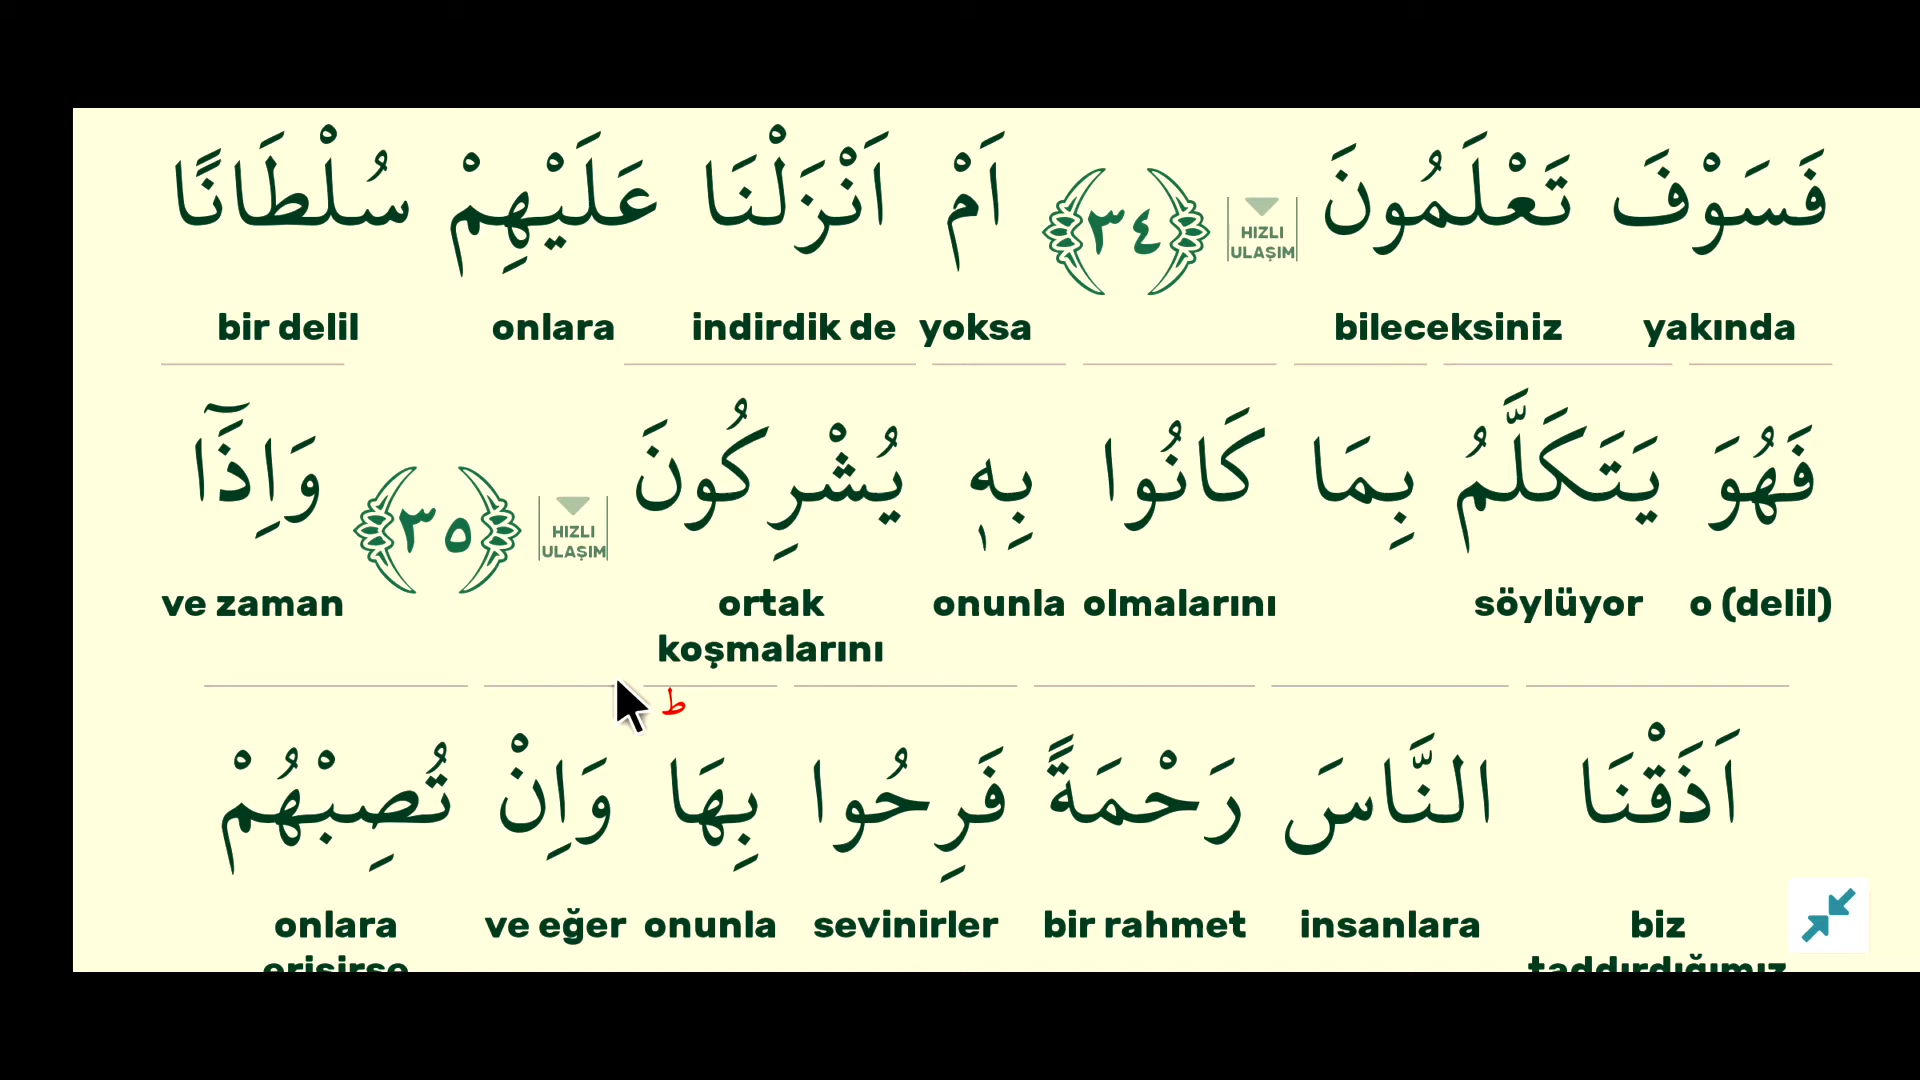 فَسَوْفَ تَعْلَمُونَ HIZLI ULAŞIM ﴿٣٤﴾ اَمْ اَنْزَلْنَا عَلَيْهِمْ سُلْطَانًا
yakında bileceksiniz yoksa indirdik de onlara bir delil
فَهُوَ يَتَكَلَّمُ بِمَا كَانُوا بِهٖ يُشْرِكُونَ HIZLI ULAŞIM ﴿٣٥﴾ وَاِذَٓا
o (delil) söylüyor olmalarını onunla ortak koşmalarını ve zaman
اَذَقْنَا النَّاسَ رَحْمَةً فَرِحُوا بِهَاۜ وَاِنْ تُصِبْهُمْ
biz taddırdığımız insanlara bir rahmet sevinirler onunla ve eğer onlara erişirse